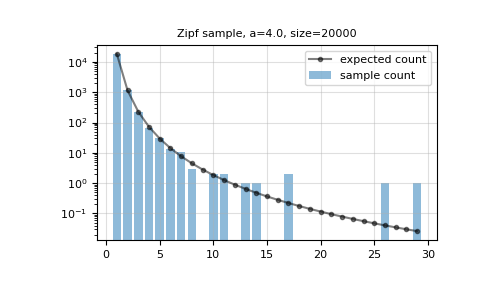 Zipf sample, a=4.0, size=20000
expected count
sample count
10⁴
10³
10²
10¹
10⁰
10⁻¹
0 5 10 15 20 25 30